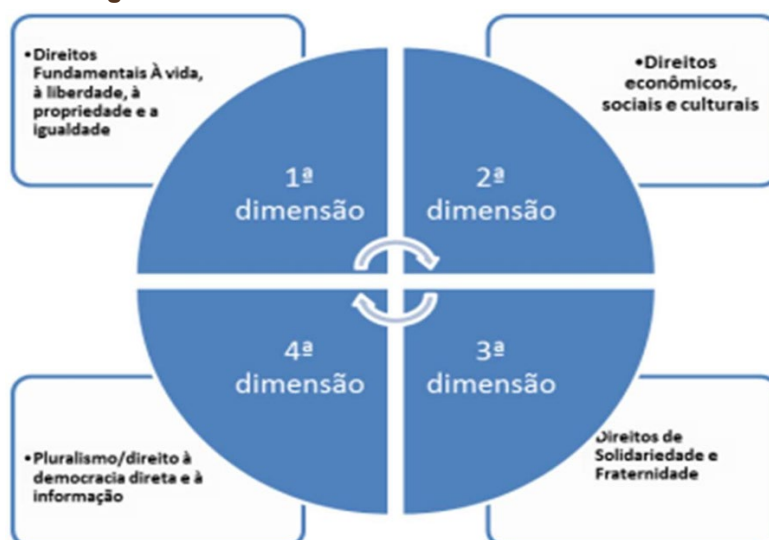 •Direitos
Fundamentais À vida,
à liberdade, à
propriedade e a
igualdade
•Direitos
econômicos,
sociais e culturais
1ª
dimensão
2ª
dimensão
4ª
dimensão
3ª
dimensão
•Pluralismo/direito à
democracia direta e à
informação
Direitos de
Solidariedade e
Fraternidade